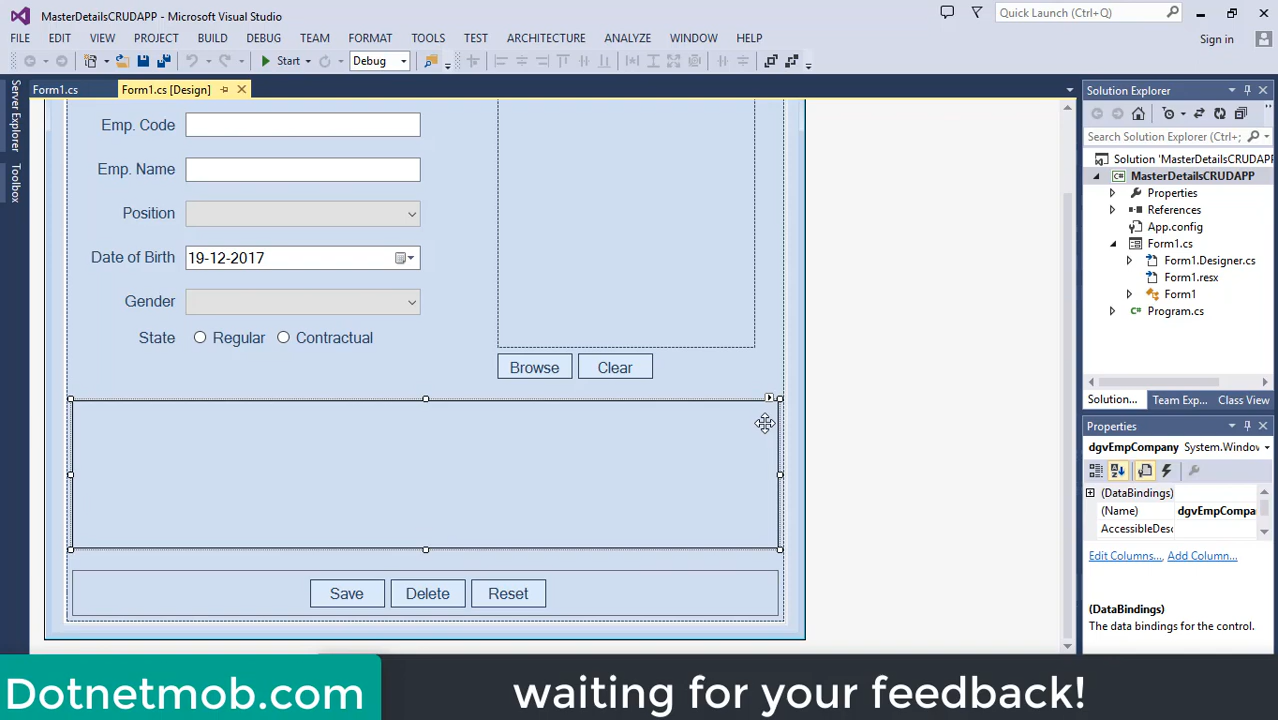 MasterDetailsCRUDAPP - Microsoft Visual Studio
Quick Launch (Ctrl+Q)
FILE EDIT VIEW PROJECT BUILD DEBUG TEAM FORMAT TOOLS TEST ARCHITECTURE ANALYZE WINDOW HELP
Sign in
Start Debug
Form1.cs Form1.cs [Design]
Server Explorer
Toolbox
Emp. Code
Emp. Name
Position
Date of Birth 19-12-2017
Gender
State Regular Contractual
Browse Clear
Save Delete Reset
Solution Explorer
Search Solution Explorer (Ctrl+;
Solution 'MasterDetailsCRUDAPP
MasterDetailsCRUDAPP
Properties
References
App.config
Form1.cs
Form1.Designer.cs
Form1.resx
Form1
Program.cs
Solution... Team Exp... Class View
Properties
dgvEmpCompany System.Window
(DataBindings)
(Name) dgvEmpCompa
AccessibleDesc
Edit Columns..., Add Column...,
(DataBindings)
The data bindings for the control.
Dotnetmob.com waiting for your feedback!